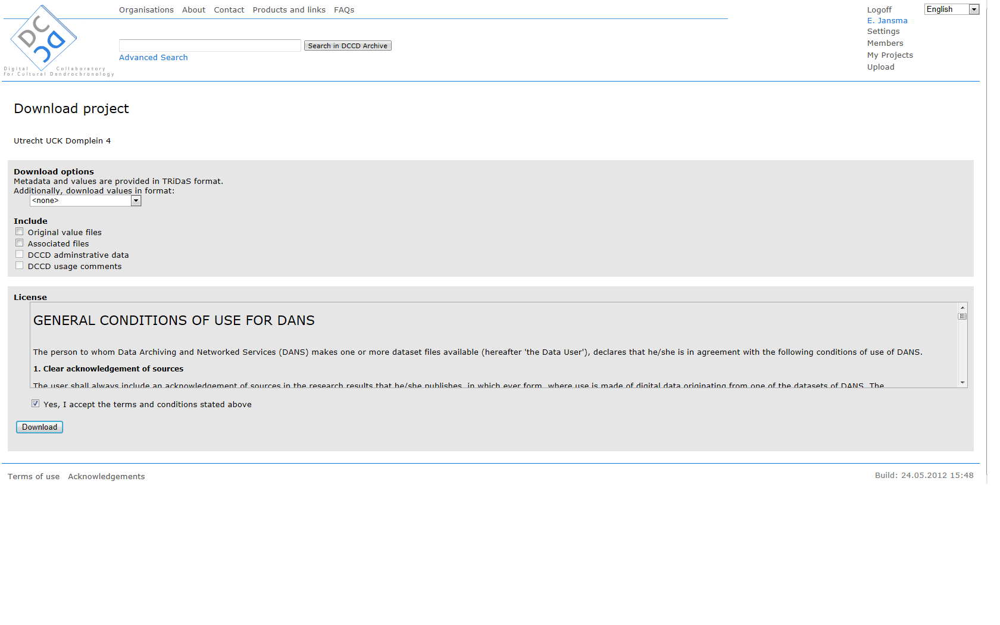 Organisations About Contact Products and links FAQs
Logoff
English
E. Jansma
Settings
Members
My Projects
Upload
DC
CD
Digital Collaboratory
for Cultural Dendrochronology
Search in DCCD Archive
Advanced Search
Download project
Utrecht UCK Domplein 4
Download options
Metadata and values are provided in TRiDaS format.
Additionally, download values in format:
<none>
Include
Original value files
Associated files
DCCD adminstrative data
DCCD usage comments
License
GENERAL CONDITIONS OF USE FOR DANS
The person to whom Data Archiving and Networked Services (DANS) makes one or more dataset files available (hereafter 'the Data User'), declares that he/she is in agreement with the following conditions of use of DANS.
1. Clear acknowledgement of sources
The user shall always include an acknowledgement of sources in the research results that he/she publishes, in which ever form, where use is made of digital data originating from one of the datasets of DANS. The
Yes, I accept the terms and conditions stated above
Download
Terms of use Acknowledgements
Build: 24.05.2012 15:48